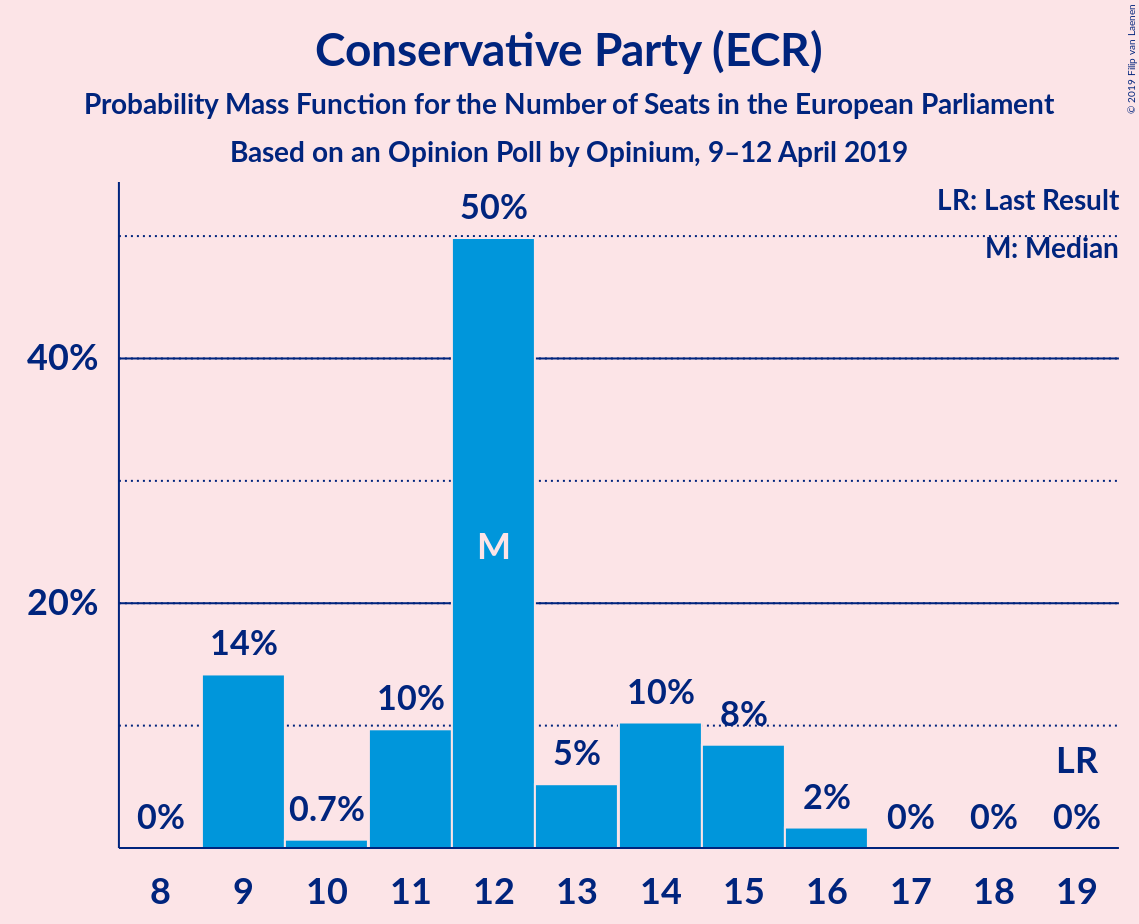 Conservative Party (ECR)
Probability Mass Function for the Number of Seats in the European Parliament
Based on an Opinion Poll by Opinium, 9–12 April 2019
© 2019 Filip van Laenen
LR: Last Result
M: Median
40%
20%
0%
14%
0.7%
10%
50%
M
5%
10%
8%
2%
0%
0%
LR
0%
8 9 10 11 12 13 14 15 16 17 18 19